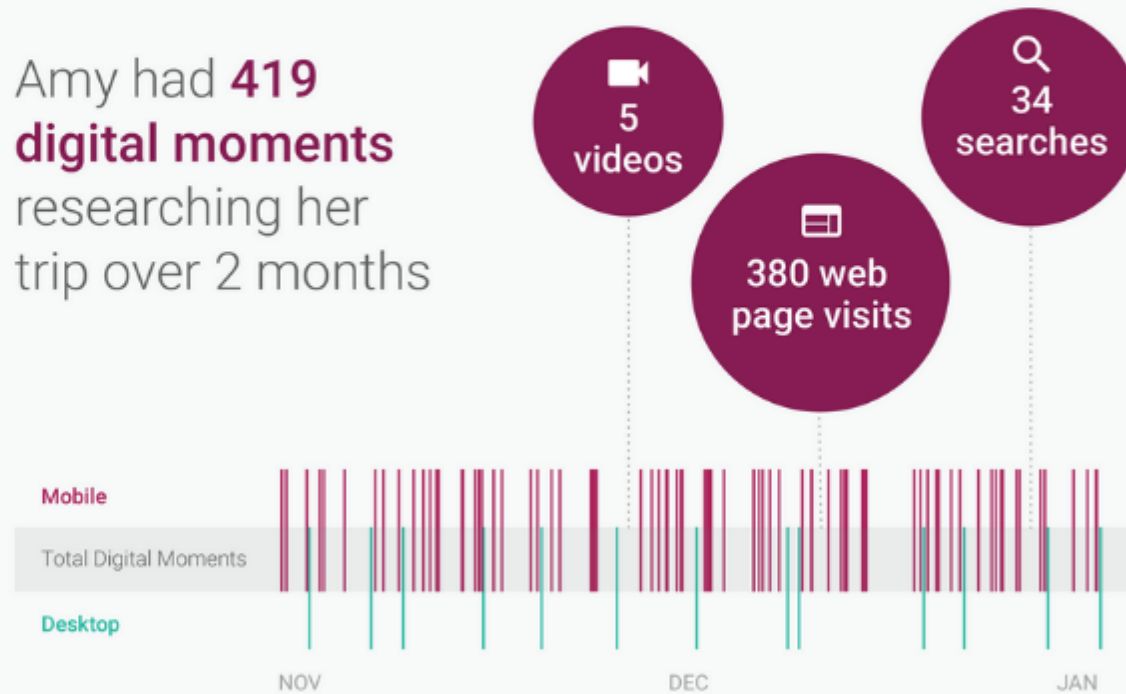 Amy had 419
digital moments
researching her
trip over 2 months
5
videos
380 web
page visits
34
searches
Mobile
Total Digital Moments
Desktop
NOV
DEC
JAN